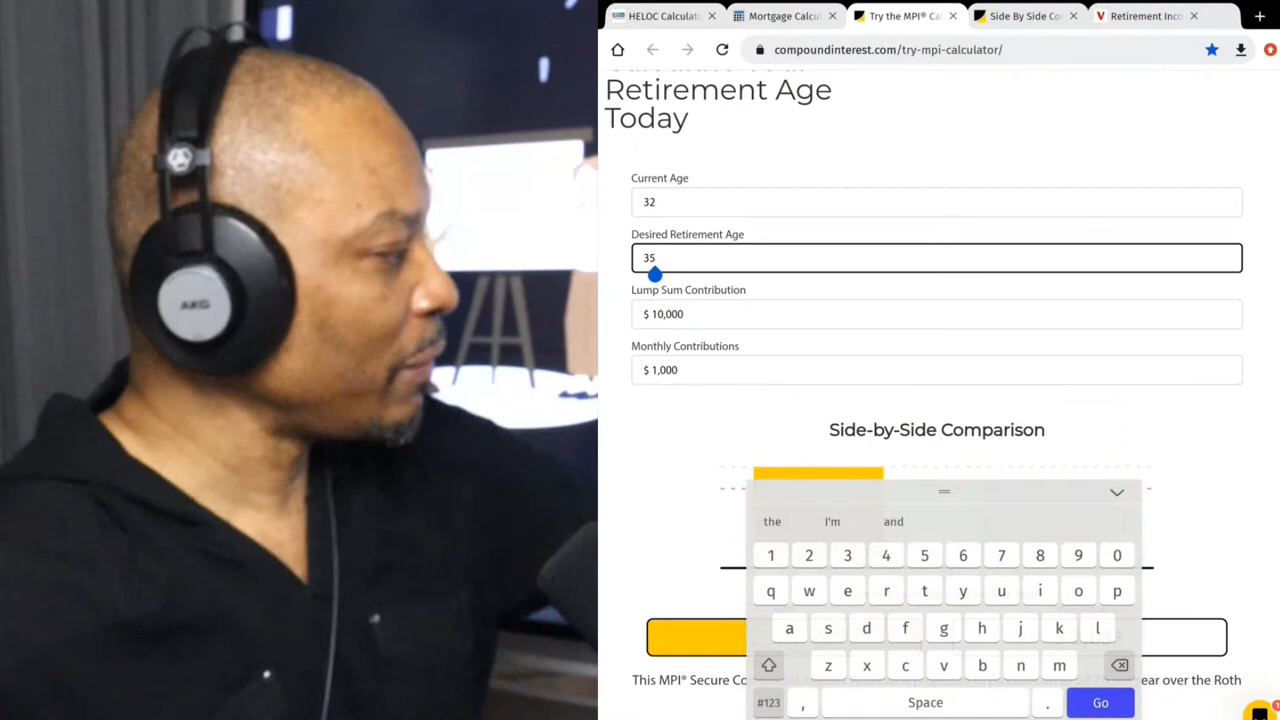 HELOC Calculat
Mortgage Calcu
Try the MPI® Ca
Side By Side Co
Retirement Inco
compoundinterest.com/try-mpi-calculator/
Retirement Age
Today
Current Age
32
Desired Retirement Age
35
Lump Sum Contribution
$ 10,000
Monthly Contributions
$ 1,000
Side-by-Side Comparison
the I'm and
1 2 3 4 5 6 7 8 9 0
q w e r t y u i o p
a s d f g h j k l
z x c v b n m
#123 , Space . Go
This MPI® Secure Co
ear over the Roth
AKG